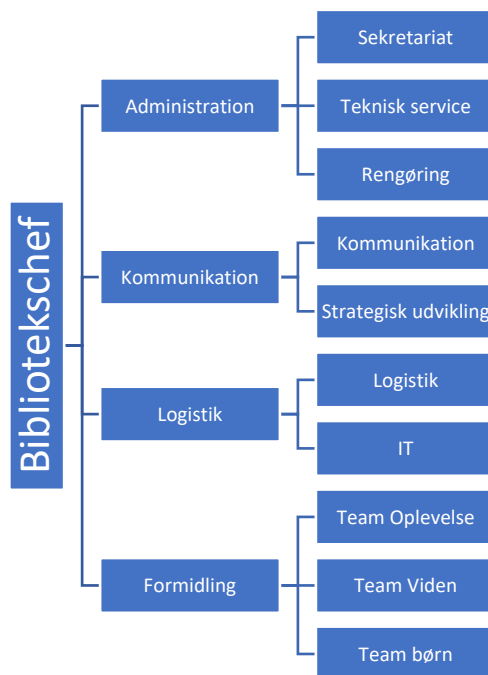 Bibliotekschef
Administration
Sekretariat
Teknisk service
Rengøring
Kommunikation
Kommunikation
Strategisk udvikling
Logistik
Logistik
IT
Formidling
Team Oplevelse
Team Viden
Team børn